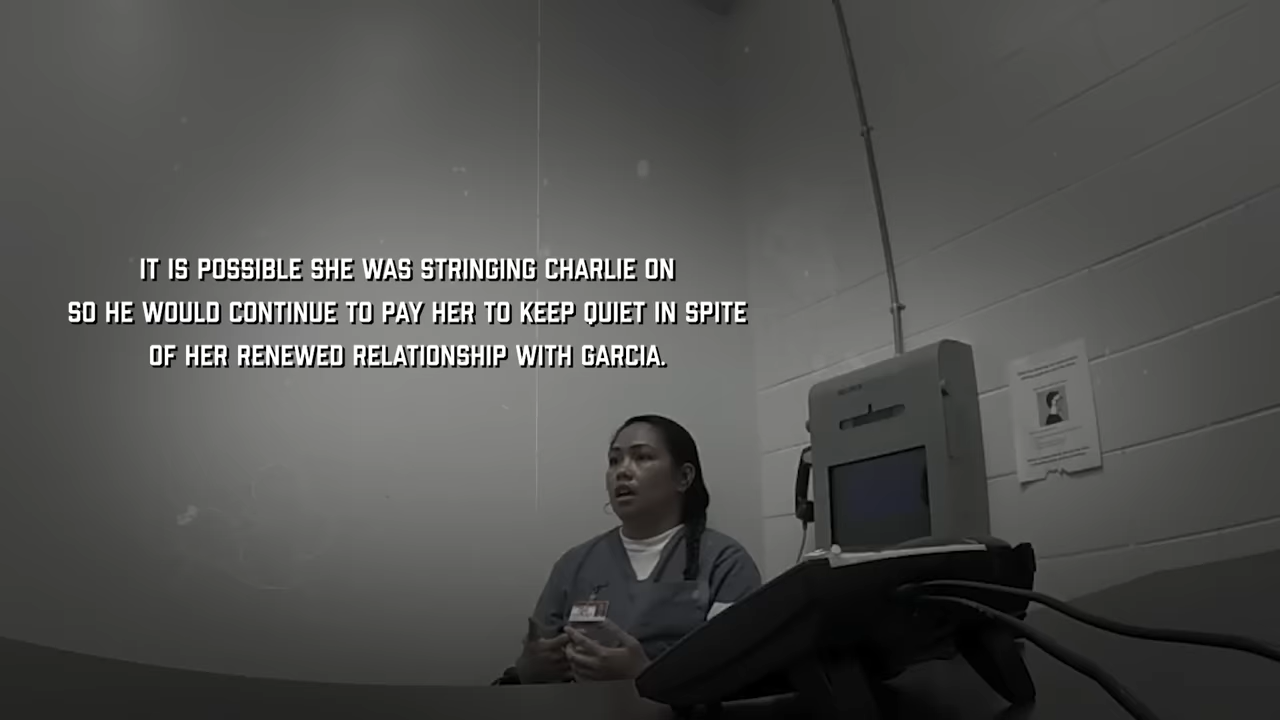 IT IS POSSIBLE SHE WAS STRINGING CHARLIE ON
SO HE WOULD CONTINUE TO PAY HER TO KEEP QUIET IN SPITE
OF HER RENEWED RELATIONSHIP WITH GARCIA.